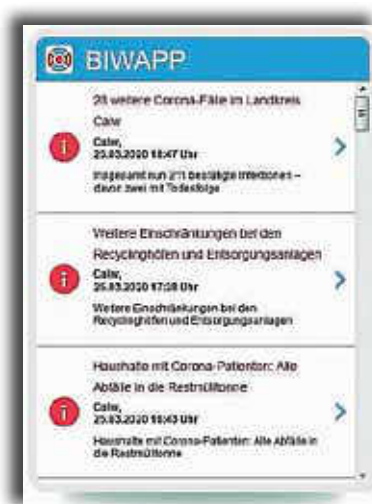 BIWAPP
28 weitere Corona-Fälle im Landkreis
Calw
Calw,
25.03.2020 18:47 Uhr
Insgesamt nun 211 bestätigte Infektionen –
davon zwei mit Todesfolge
Weitere Einschränkungen bei den
Recyclinghöfen und Entsorgungsanlagen
Calw,
25.03.2020 17:28 Uhr
Weitere Einschränkungen bei den
Recyclinghöfen und Entsorgungsanlagen
Haushalte mit Corona-Patienten: Alle
Abfälle in die Restmülltonne
Calw,
25.03.2020 16:43 Uhr
Haushalte mit Corona-Patienten: Alle Abfälle in
die Restmülltonne